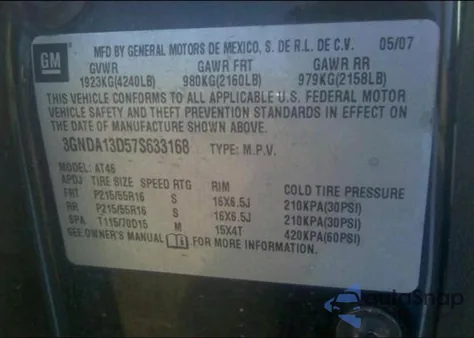 GM
MFD BY GENERAL MOTORS DE MEXICO, S. DE R.L. DE C.V. 05/07
GVWR GAWR FRT GAWR RR
1923KG(4240LB) 980KG(2160LB) 979KG(2158LB)
THIS VEHICLE CONFORMS TO ALL APPLICABLE U.S. FEDERAL MOTOR
VEHICLE SAFETY AND THEFT PREVENTION STANDARDS IN EFFECT ON
THE DATE OF MANUFACTURE SHOWN ABOVE.
3GNDA13D57S633168 TYPE: M.P.V.
MODEL: AT46
APDJ TIRE SIZE SPEED RTG RIM COLD TIRE PRESSURE
FRT P215/55R16 S 16X6.5J 210KPA(30PSI)
RR P215/55R16 S 16X6.5J 210KPA(30PSI)
SPA T115/70D15 M 15X4T 420KPA(60PSI)
SEE OWNER'S MANUAL FOR MORE INFORMATION.
AutoSnap